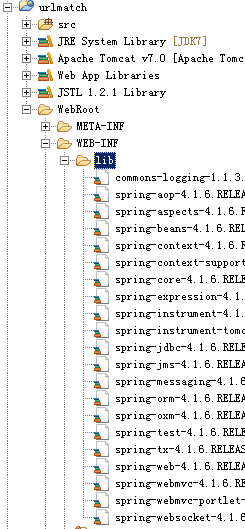 urlmatch
src
JRE System Library [JDK7]
Apache Tomcat v7.0 [Apache Tomc
Web App Libraries
JSTL 1.2.1 Library
WebRoot
META-INF
WEB-INF
lib
commons-logging-1.1.3.
spring-aop-4.1.6.RELEA
spring-aspects-4.1.6.R
spring-beans-4.1.6.REL
spring-context-4.1.6.R
spring-context-support
spring-core-4.1.6.RELE
spring-expression-4.1.
spring-instrument-4.1.
spring-instrument-tomc
spring-jdbc-4.1.6.RELE
spring-jms-4.1.6.RELEA
spring-messaging-4.1.6
spring-orm-4.1.6.RELEA
spring-oxm-4.1.6.RELEA
spring-test-4.1.6.RELE
spring-tx-4.1.6.RELEAS
spring-web-4.1.6.RELEA
spring-webmvc-4.1.6.RE
spring-webmvc-portlet-
spring-websocket-4.1.6